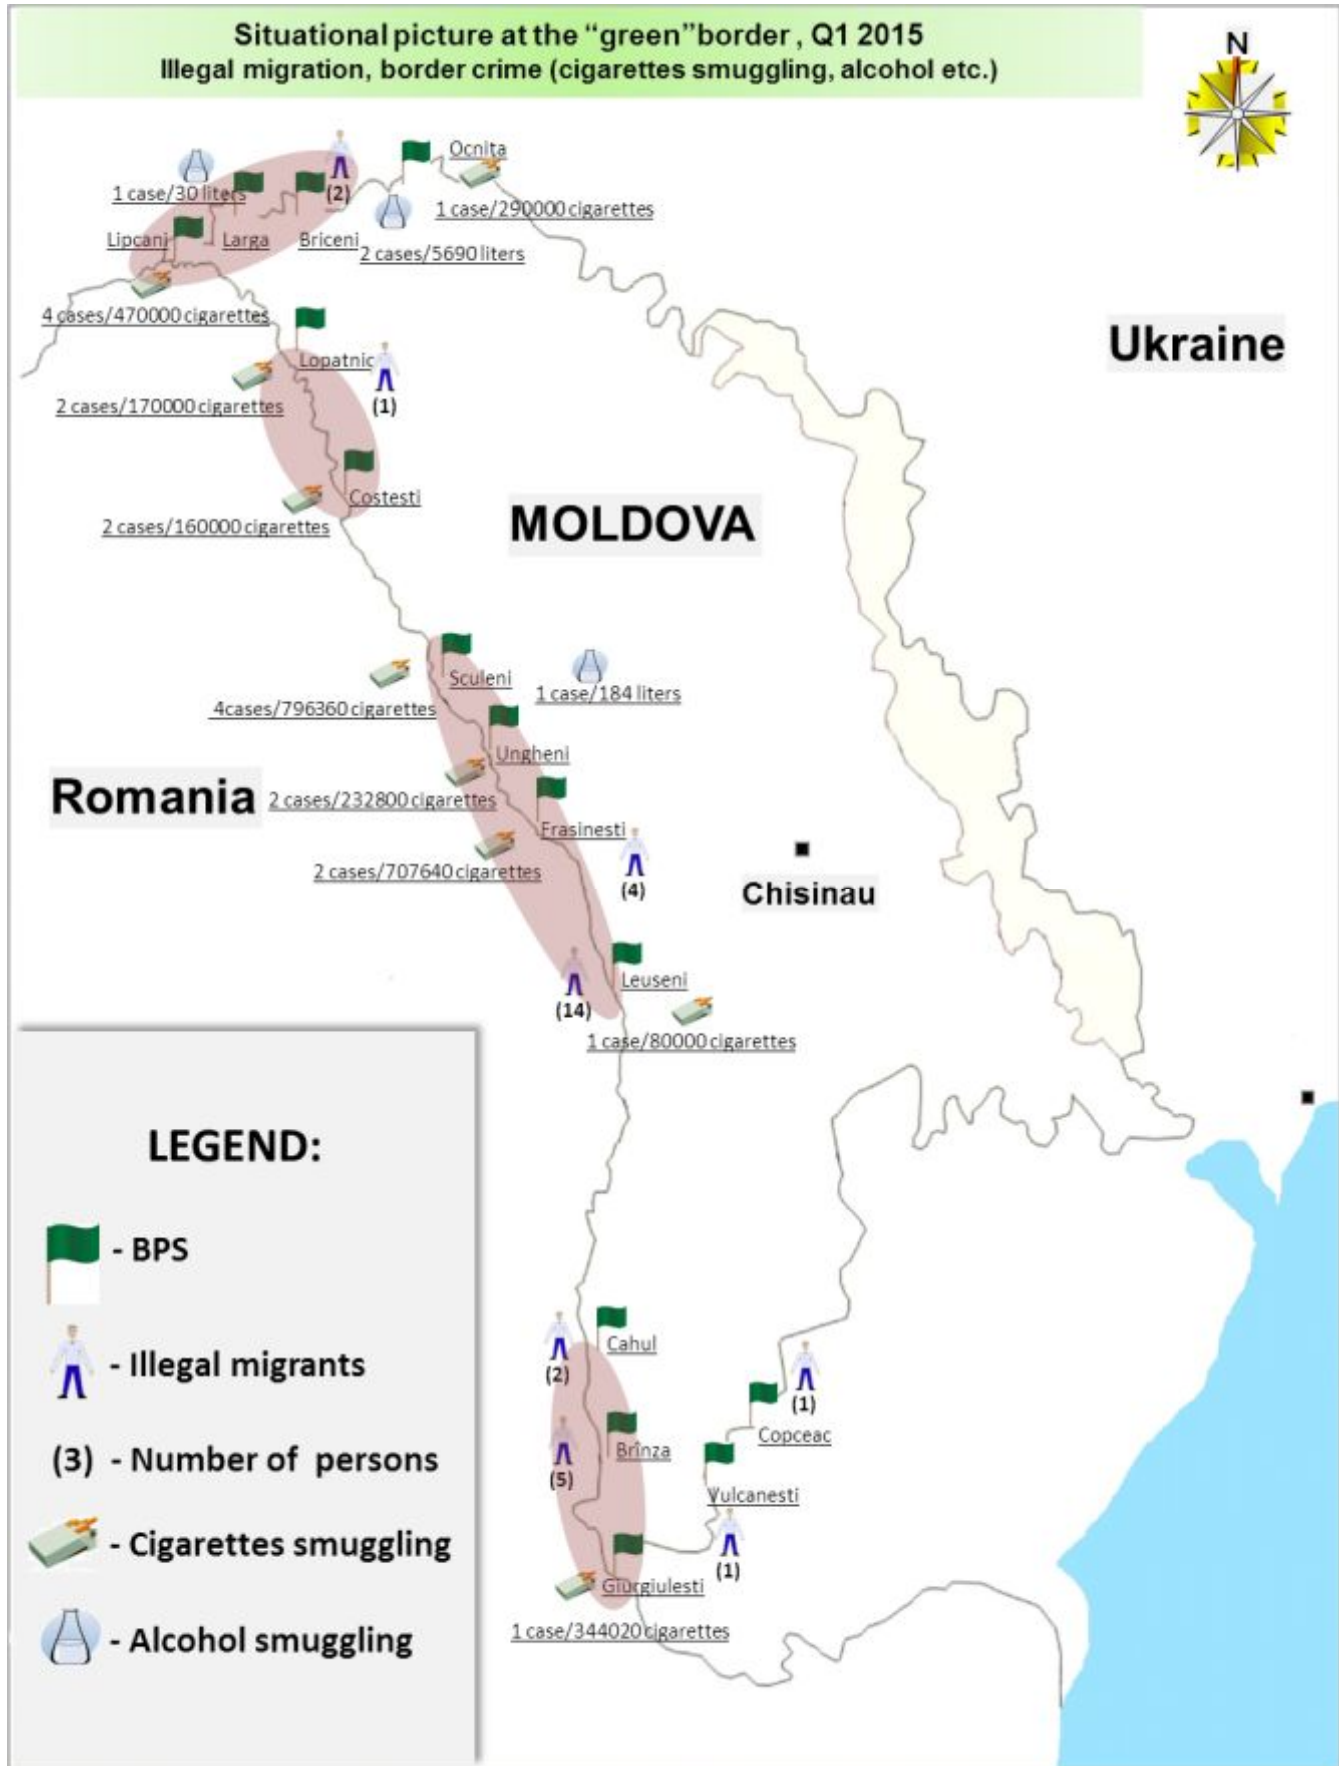 Situational picture at the “green”border , Q1 2015
Illegal migration, border crime (cigarettes smuggling, alcohol etc.)
N
Ocnita
1 case/30 liters
(2)
1 case/290000 cigarettes
Lipcani
Larga
Briceni
2 cases/5690 liters
4 cases/470000 cigarettes
Ukraine
Lopatnic
2 cases/170000 cigarettes
(1)
Costesti
2 cases/160000 cigarettes
MOLDOVA
Sculeni
1 case/184 liters
4cases/796360 cigarettes
Ungheni
Romania
2 cases/232800 cigarettes
Frasinesti
2 cases/707640 cigarettes
(4)
Chisinau
Leuseni
(14)
1 case/80000 cigarettes
LEGEND:
- BPS
- Illegal migrants
(3) - Number of persons
- Cigarettes smuggling
- Alcohol smuggling
Cahul
(2)
(1)
Copceac
Brînza
(5)
Vulcanesti
(1)
Giurgiulesti
1 case/344020 cigarettes